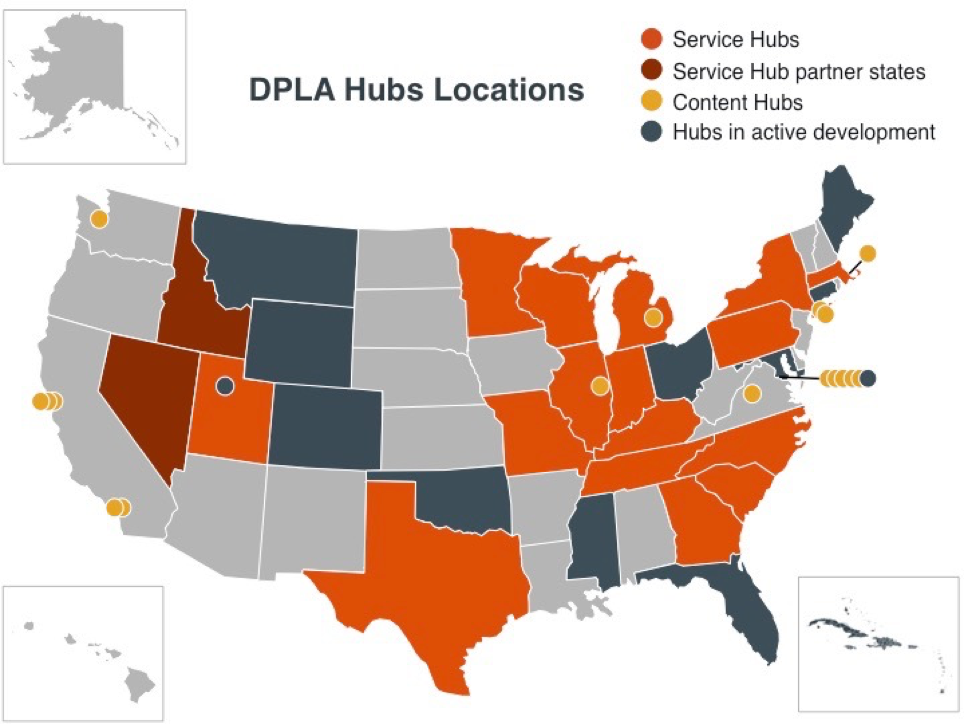 DPLA Hubs Locations
Service Hubs
Service Hub partner states
Content Hubs
Hubs in active development